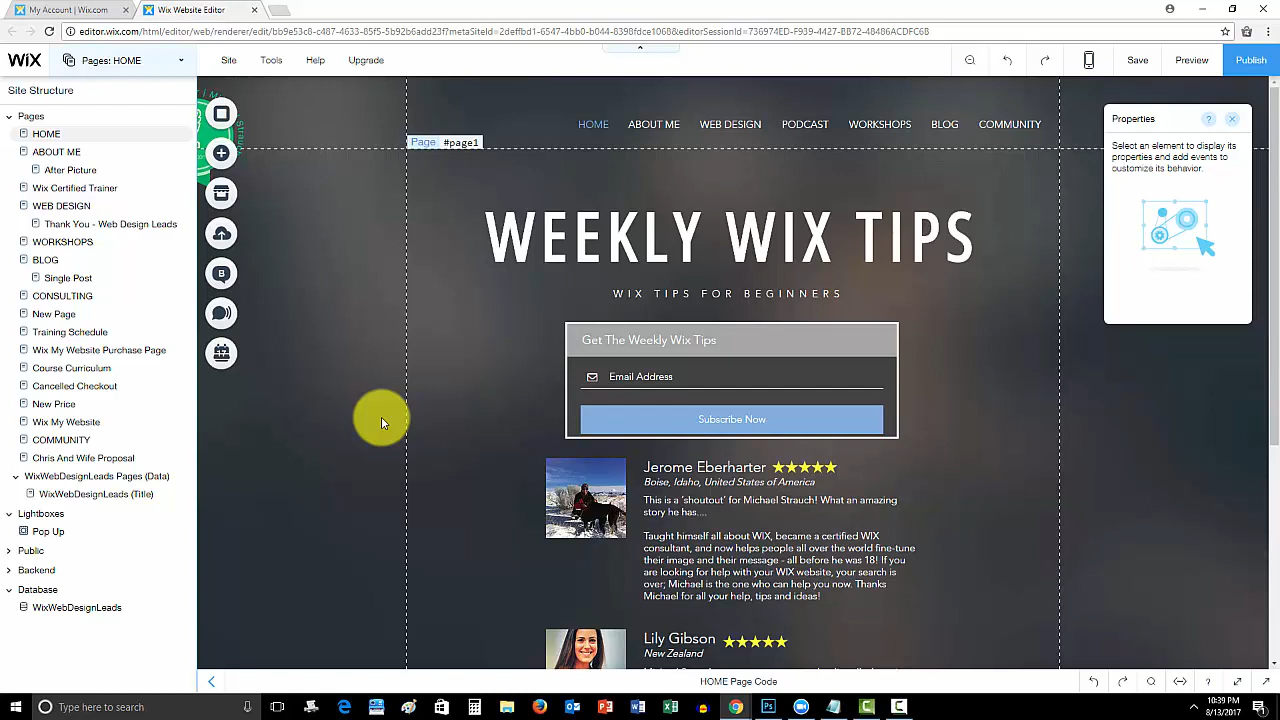 My Account | Wix.com
Wix Website Editor
editor.wix.com/html/editor/web/renderer/edit/bb9e53c8-c487-4633-85f5-5b92b6add23f?metaSiteId=2deffbd1-6547-4bb0-b044-8398fdce1068&editorSessionId=736974ED-F939-4427-BB72-48486ACDF6B
WiX
Pages: HOME
Site
Tools
Help
Upgrade
Save
Preview
Publish
Site Structure
Pages
HOME
ABOUT ME
After Picture
Wix Certified Trainer
WEB DESIGN
Thank You - Web Design Leads
WORKSHOPS
BLOG
Single Post
CONSULTING
New Page
Training Schedule
Wix My Website Purchase Page
Course Curriculum
Cancelled Checkout
New Price
Wix My Website
COMMUNITY
Chris And Wife Proposal
WixWebDesignLeads Pages (Data)
WixWebDesignLeads (Title)
Lightboxes
Pop Up
Public
Backend
Database
WixWebDesignLeads
HOME
ABOUT ME
WEB DESIGN
PODCAST
WORKSHOPS
BLOG
COMMUNITY
Page #page1
WEEKLY WIX TIPS
WIX TIPS FOR BEGINNERS
Get The Weekly Wix Tips
Email Address
Subscribe Now
Jerome Eberharter
Boise, Idaho, United States of America
This is a 'shoutout' for Michael Strauch! What an amazing
story he has....
Taught himself all about WIX, became a certified WIX
consultant, and now helps people all over the world fine-tune
their image and their message - all before he was 18! If you
are looking for help with your WIX website, your search is
over; Michael is the one who can help you now. Thanks
Michael for all your help, tips and ideas!
Lily Gibson
New Zealand
Properties
?
Select an element to display its
properties and add events to
customize its behavior.
HOME Page Code
?
Type here to search
10:39 PM
8/13/2017